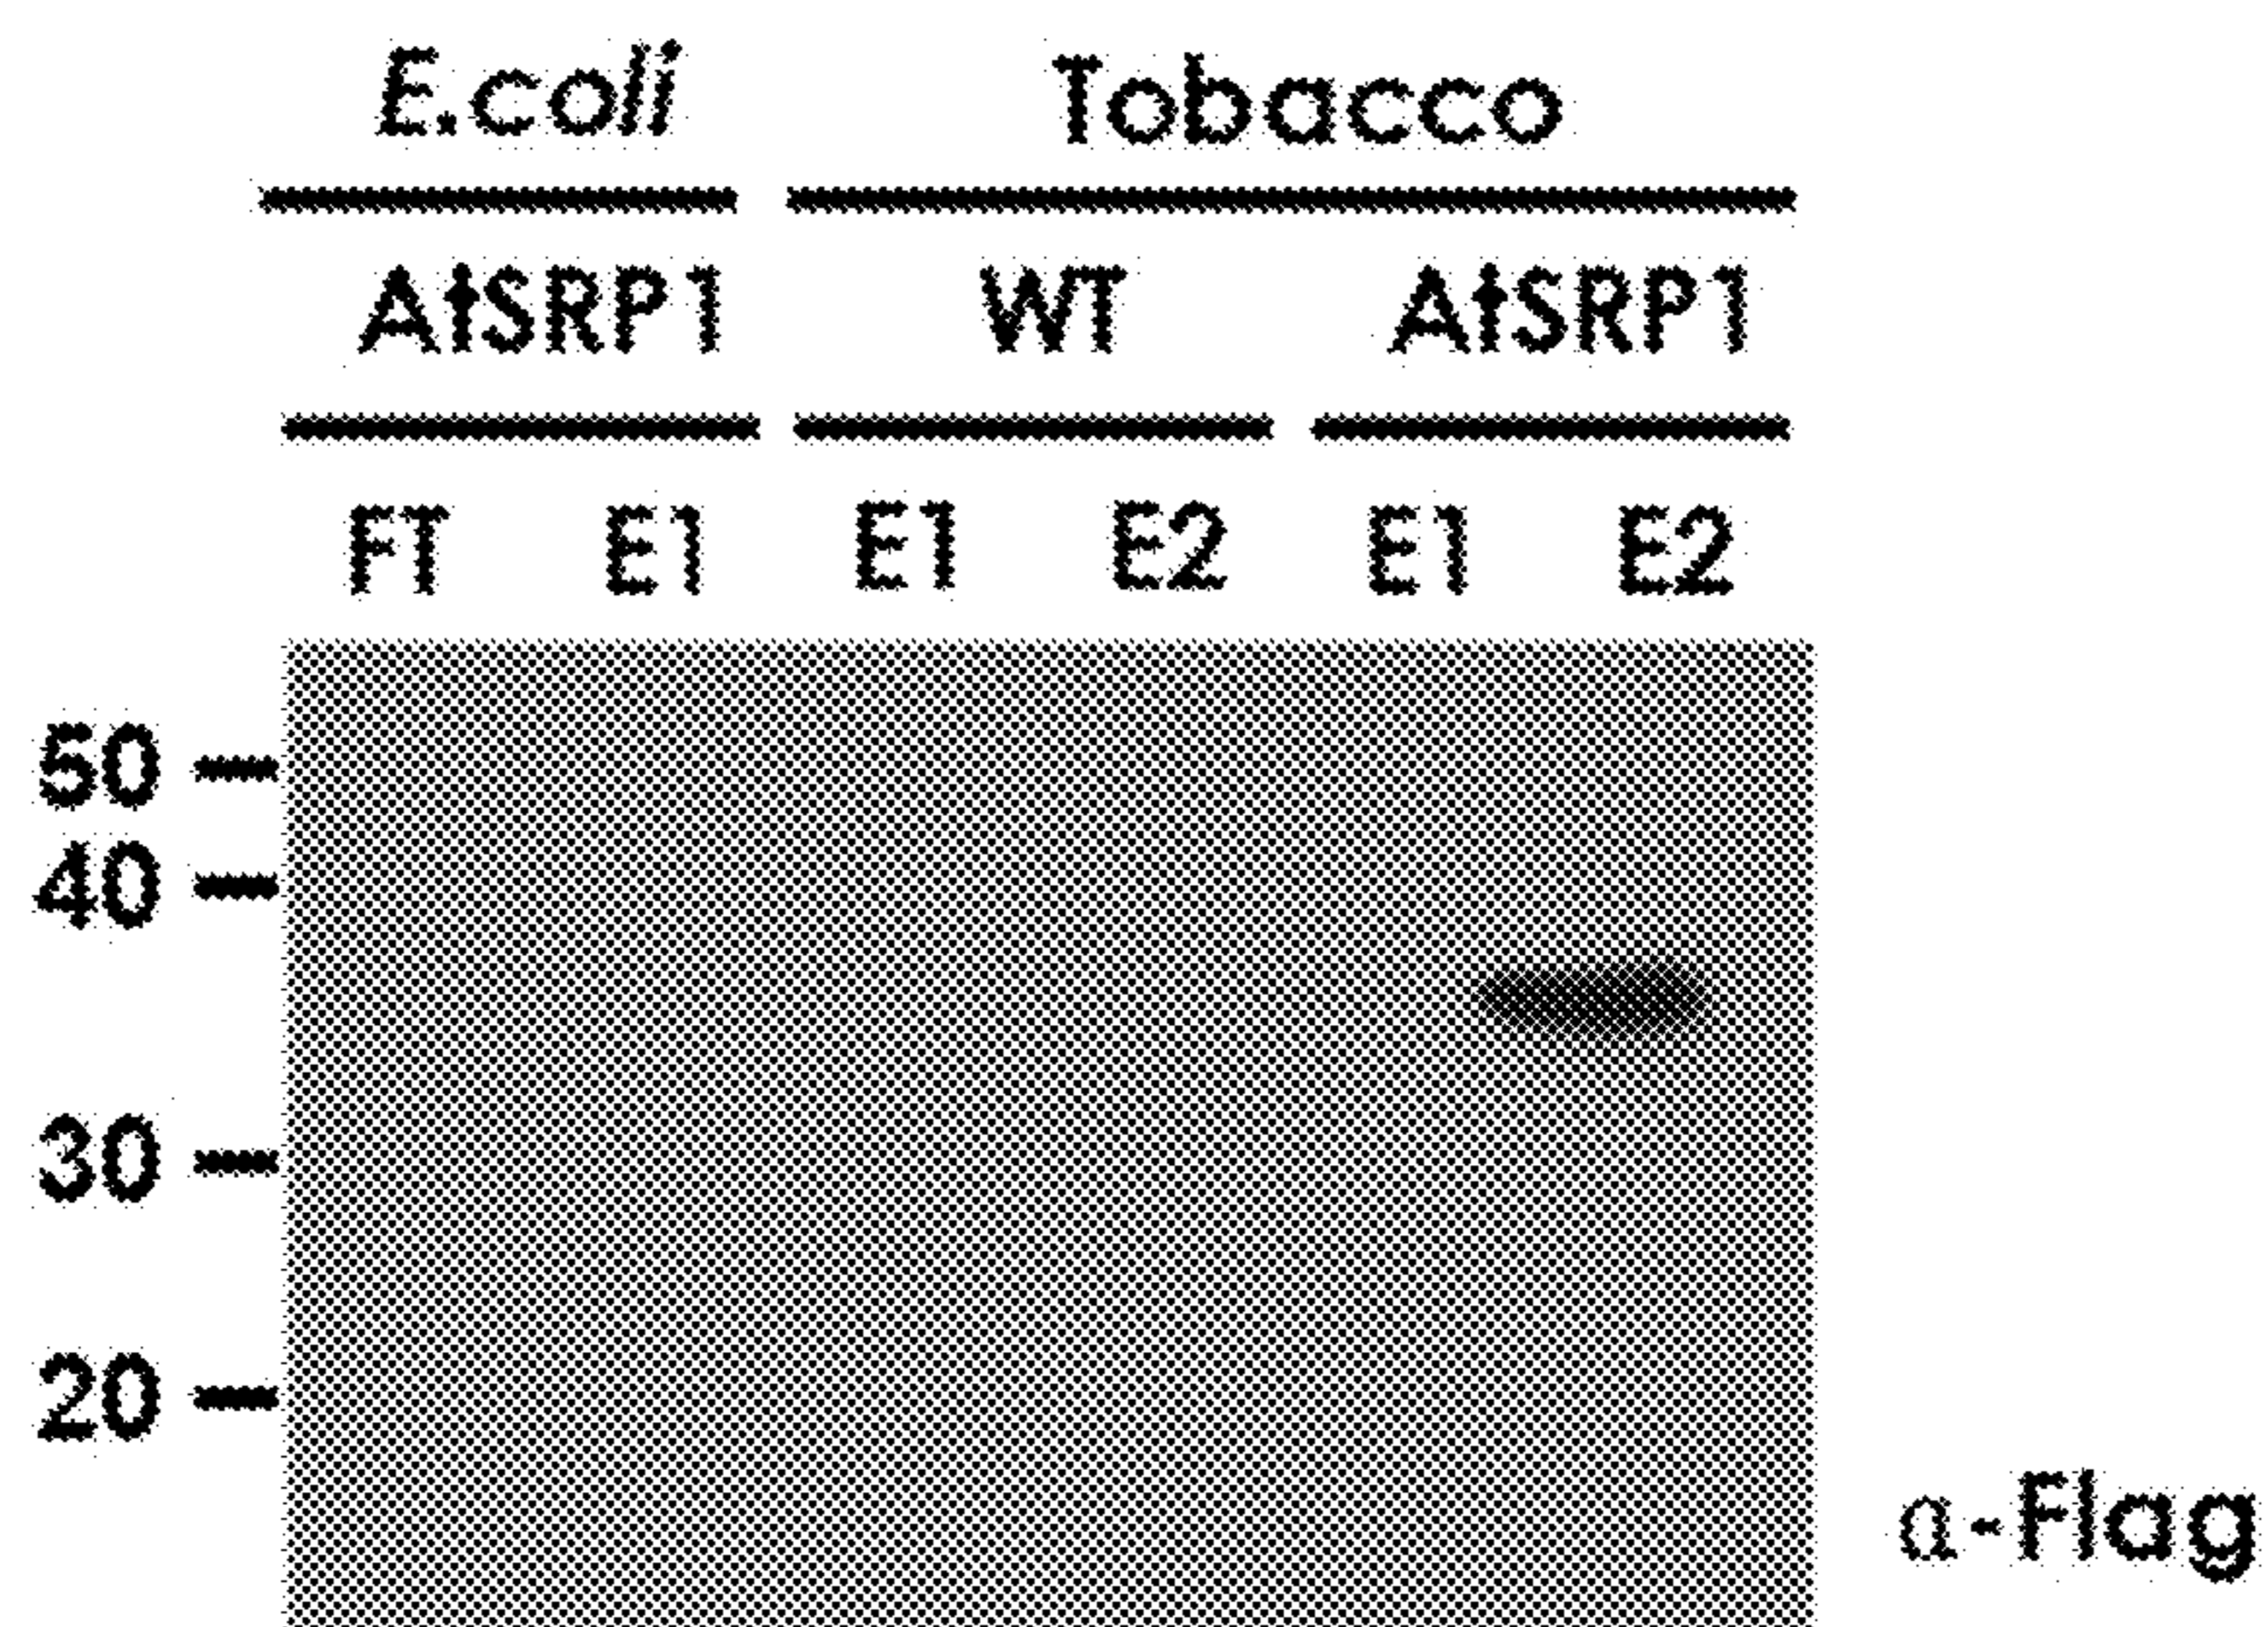 E.coli Tobacco
AtSRP1 WT AtSRP1
FT E1 E1 E2 E1 E2
50
40
30
20
α-Flag